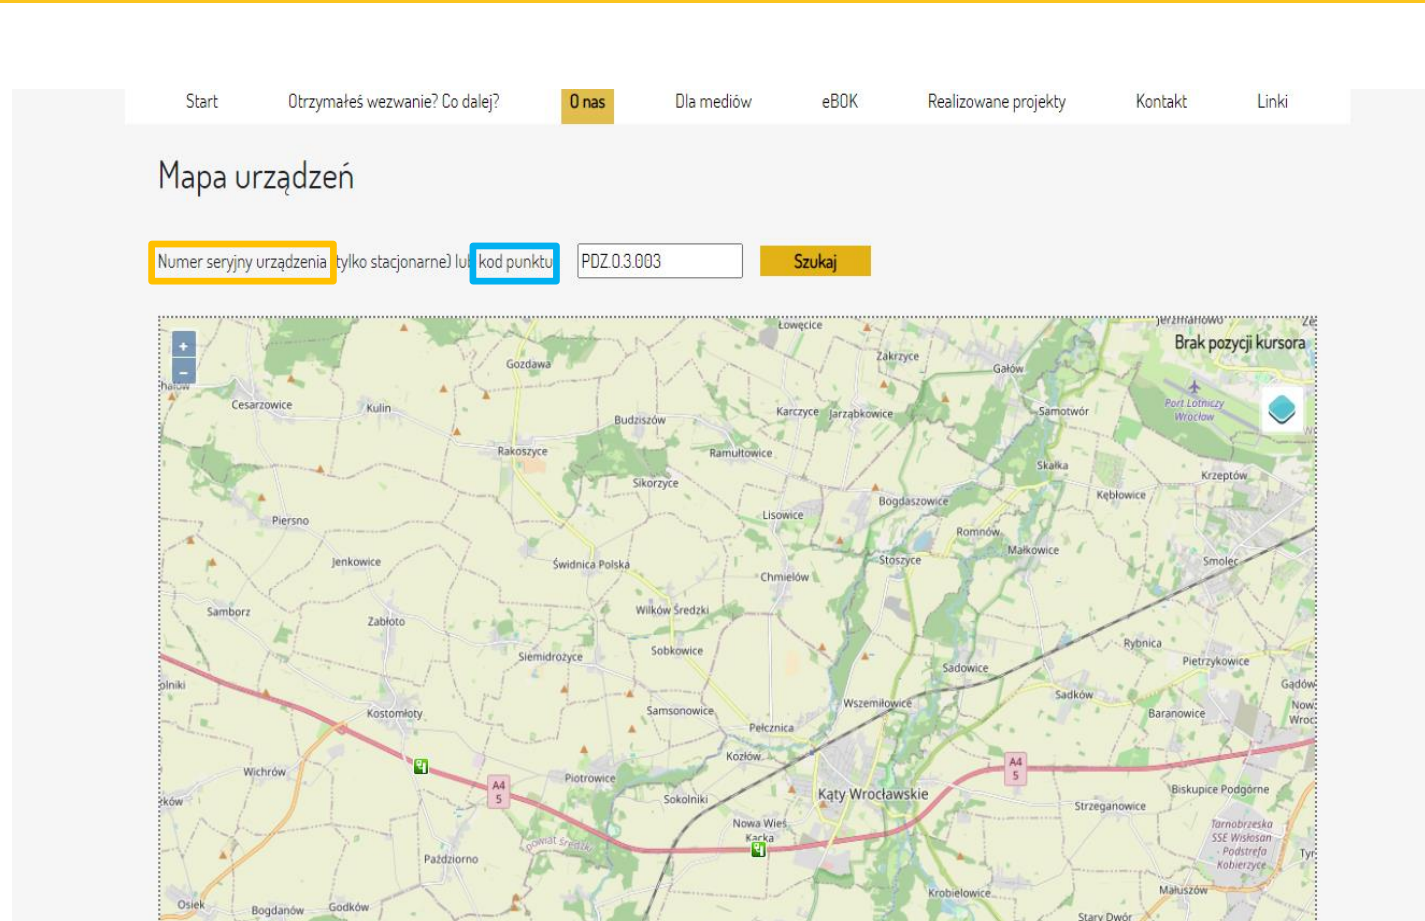 Start Otrzymałeś wezwanie? Co dalej? O nas Dla mediów eBOK Realizowane projekty Kontakt Linki
Mapa urządzeń
Numer seryjny urządzenia tylko stacjonarne) lub kod punktu PDZ.0.3.003 Szukaj
+
Łowęcice
Brak pozycji kursora
−
Gozdawa
Zakrzyce
Gałów
Cesarzowice
Kulin
Budziszów
Karczyce
Jarząbkowice
Samotwór
Port Lotniczy
Wrocław
Rakoszyce
Ramułtowice
Skałka
Krzeptów
Sikorzyce
Bogdaszowice
Kębłowice
Piersno
Lisowice
Romnów
Małkowice
Jenkowice
Świdnica Polska
Stoszyce
Smolec
Chmielów
Samborz
Zabłoto
Wilków Średzki
Rybnica
Siemidrożyce
Sobkowice
Sadowice
Pietrzykowice
Sadków
Kostomłoty
Samsonowice
Wszemiłowice
Baranowice
Pełcznica
Kozłów
Wichrów
A4
5
Piotrowice
A4
5
Sokolniki
Kąty Wrocławskie
Biskupice Podgórne
Strzeganowice
Nowa Wieś
Kącka
Tarnobrzeska
SSE Wisłosan
- Podstrefa
Kobierzyce
powiat średzki
Paździorno
Małuszów
Krobielowice
Osiek
Bogdanów
Godków
Stary Dwór